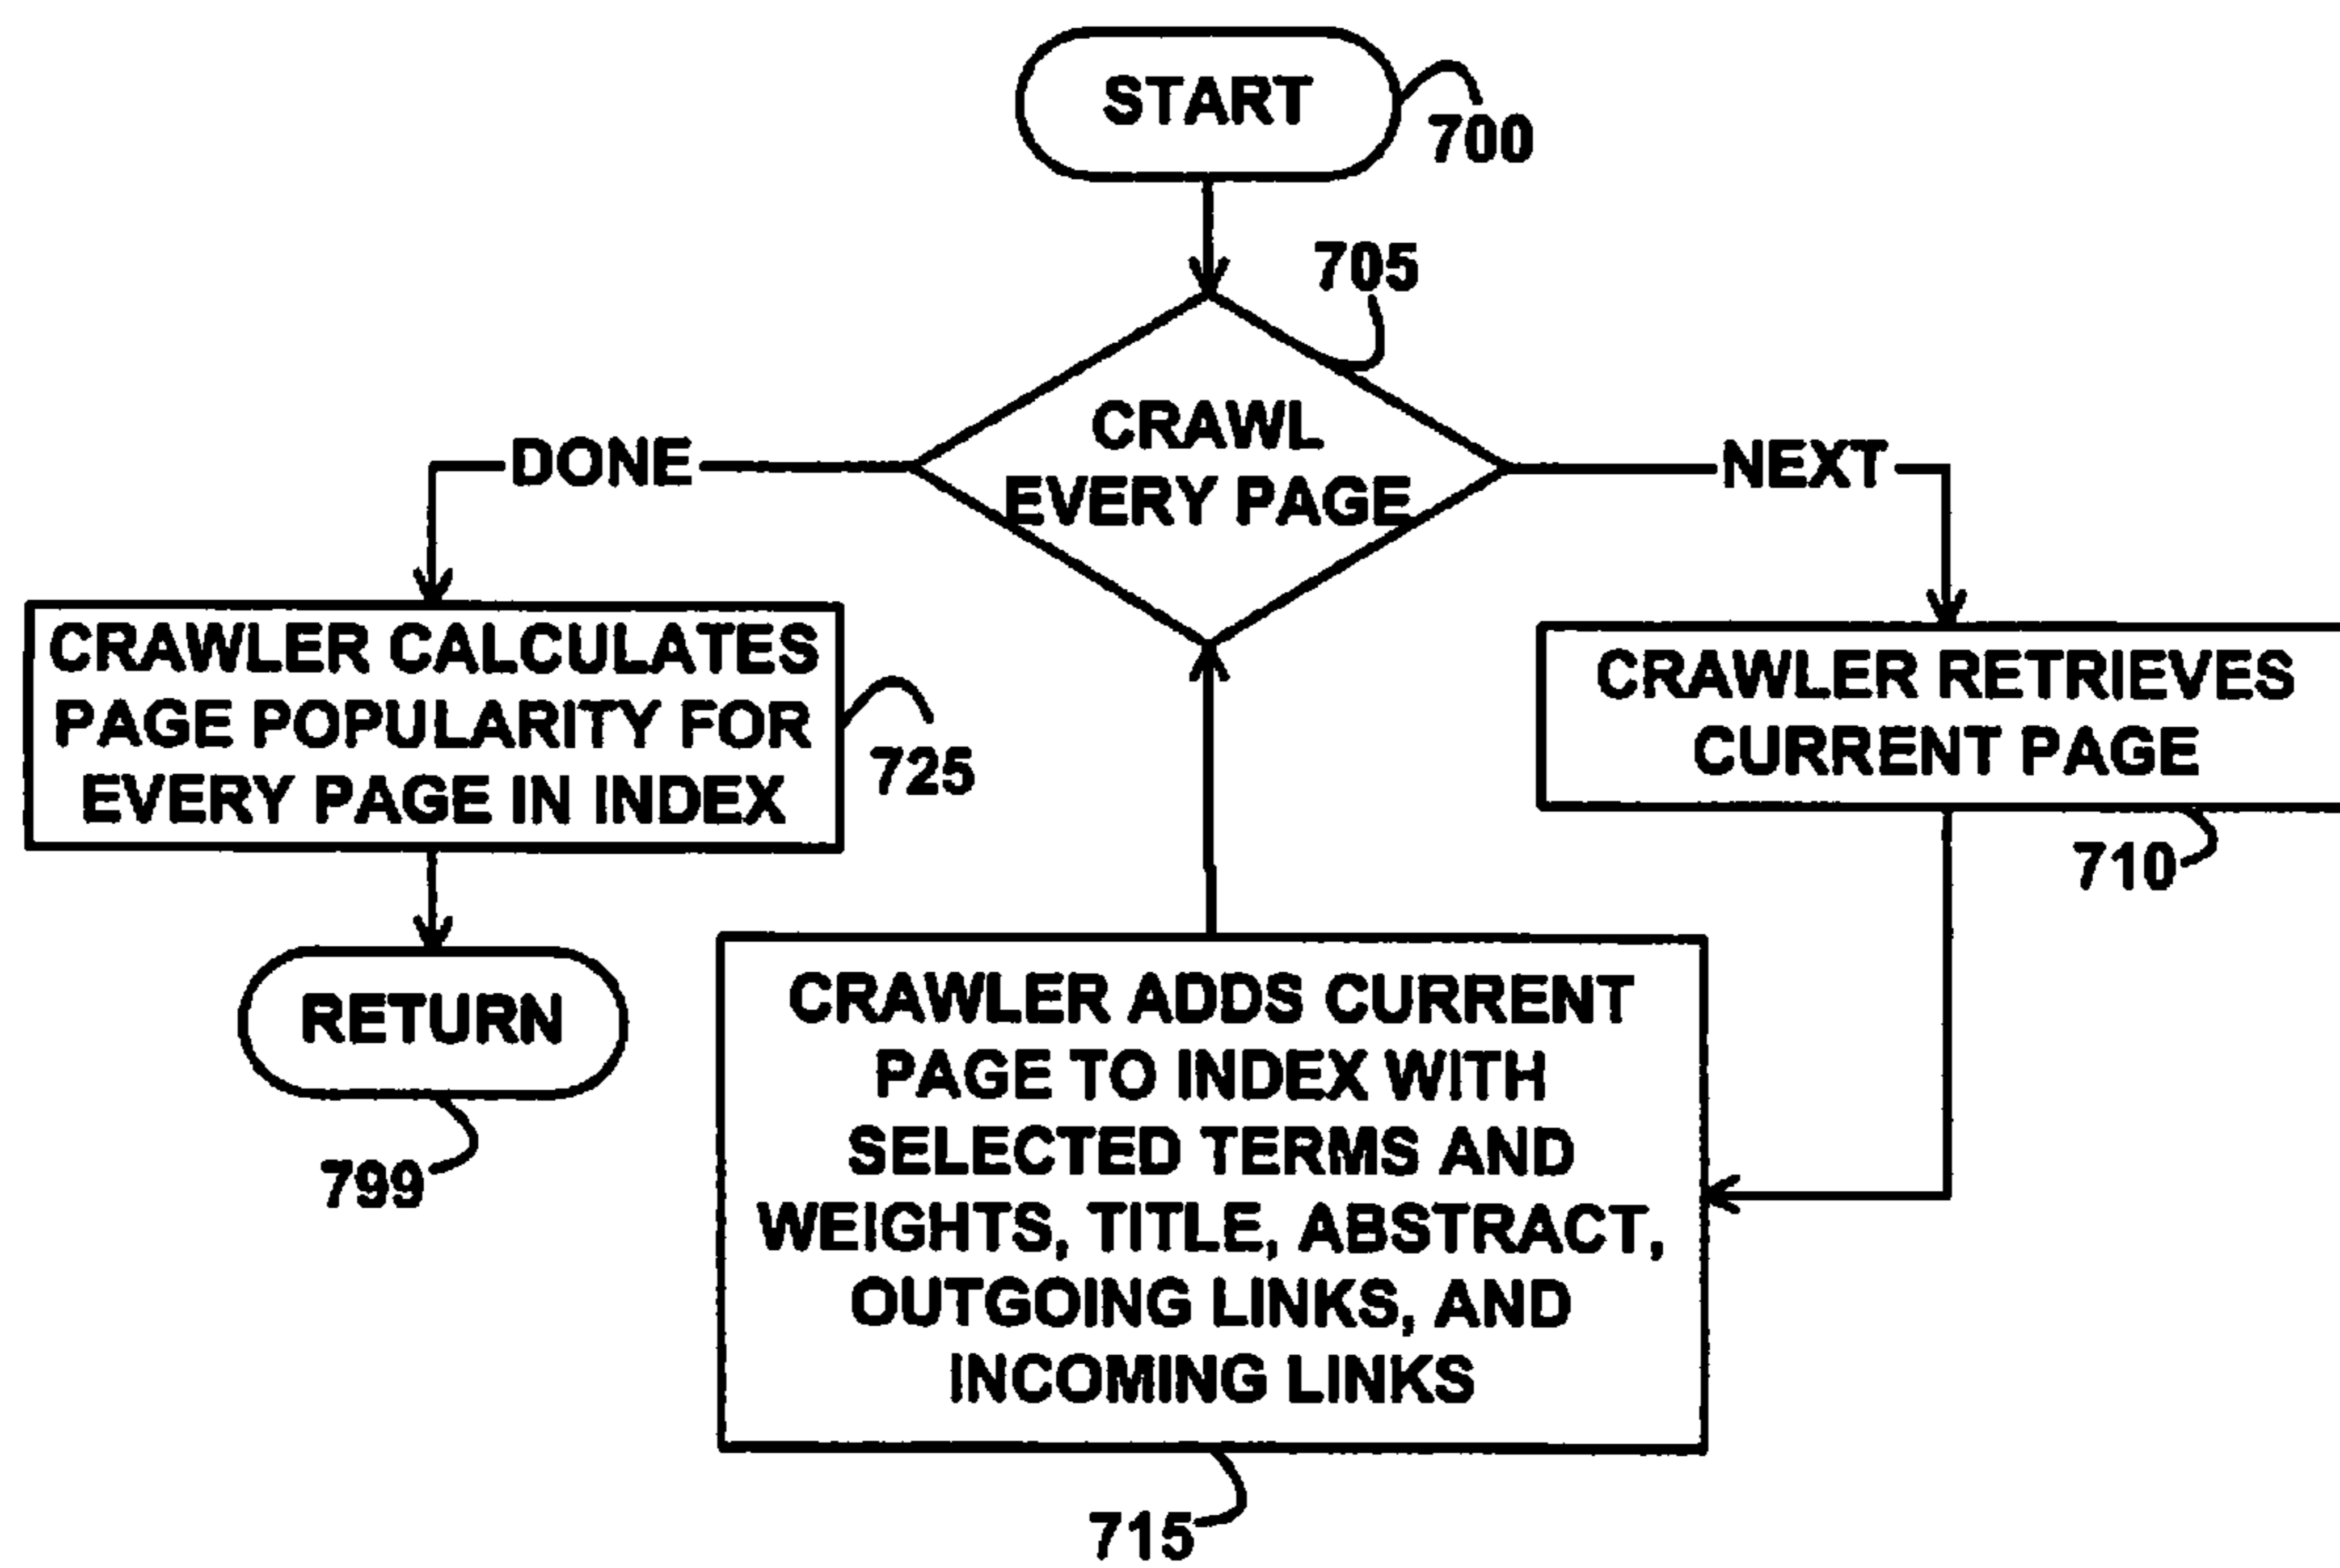 START
700
705
CRAWL
EVERY PAGE
DONE
NEXT
CRAWLER CALCULATES
PAGE POPULARITY FOR
EVERY PAGE IN INDEX
725
CRAWLER RETRIEVES
CURRENT PAGE
710
RETURN
799
CRAWLER ADDS CURRENT
PAGE TO INDEX WITH
SELECTED TERMS AND
WEIGHTS, TITLE, ABSTRACT,
OUTGOING LINKS, AND
INCOMING LINKS
715